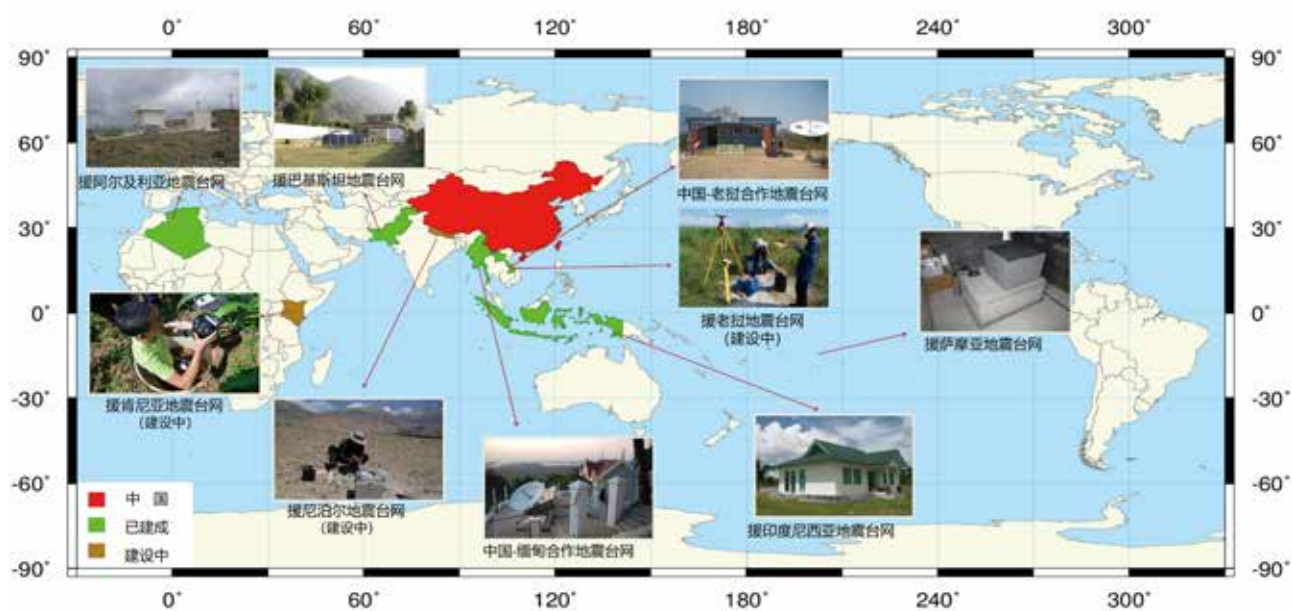 0° 60° 120° 180° 240° 300°
90° 90°
60° 60°
30° 30°
0° 0°
-30° -30°
-60° -60°
-90° -90°
援阿尔及利亚地震台网
援巴基斯坦地震台网
中国-老挝合作地震台网
援老挝地震台网
(建设中)
援萨摩亚地震台网
援肯尼亚地震台网
(建设中)
援尼泊尔地震台网
(建设中)
中国-缅甸合作地震台网
援印度尼西亚地震台网
中 国
已建成
建设中
0° 60° 120° 180° 240° 300°